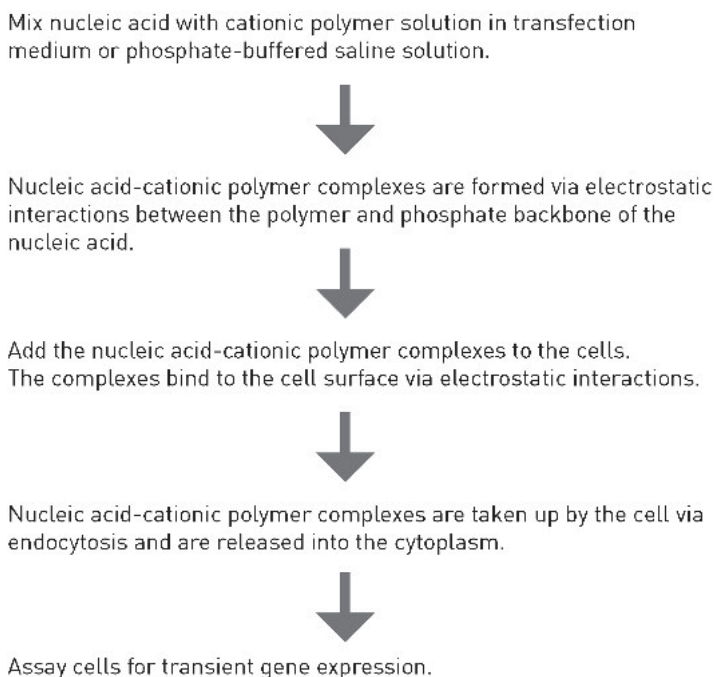 Mix nucleic acid with cationic polymer solution in transfection
medium or phosphate-buffered saline solution.
Nucleic acid-cationic polymer complexes are formed via electrostatic
interactions between the polymer and phosphate backbone of the
nucleic acid.
Add the nucleic acid-cationic polymer complexes to the cells.
The complexes bind to the cell surface via electrostatic interactions.
Nucleic acid-cationic polymer complexes are taken up by the cell via
endocytosis and are released into the cytoplasm.
Assay cells for transient gene expression.